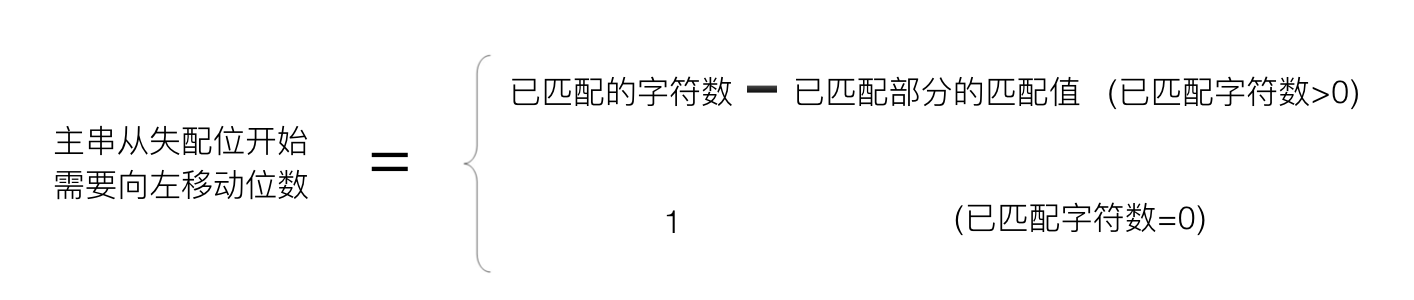 已匹配的字符数 - 已匹配部分的匹配值 (已匹配字符数>0)
主串从失配位开始
需要向左移动位数
=
1 (已匹配字符数=0)